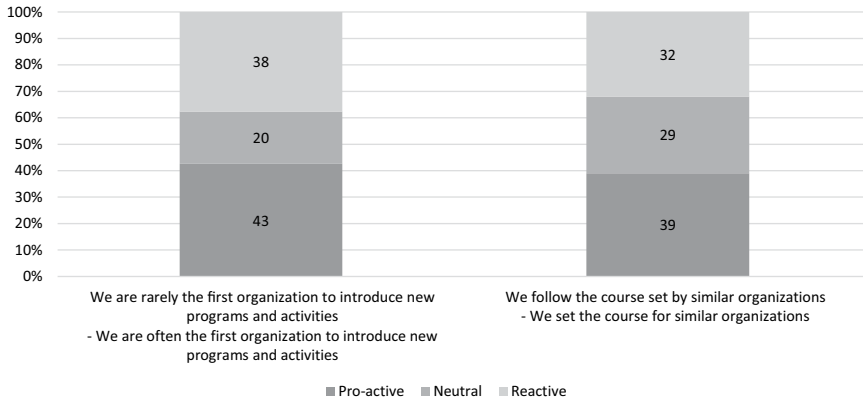 100%
90%
80%
70%
60%
50%
40%
30%
20%
10%
0%
38
20
43
32
29
39
We are rarely the first organization to introduce new
programs and activities
- We are often the first organization to introduce new
programs and activities
We follow the course set by similar organizations
- We set the course for similar organizations
Pro-active Neutral Reactive